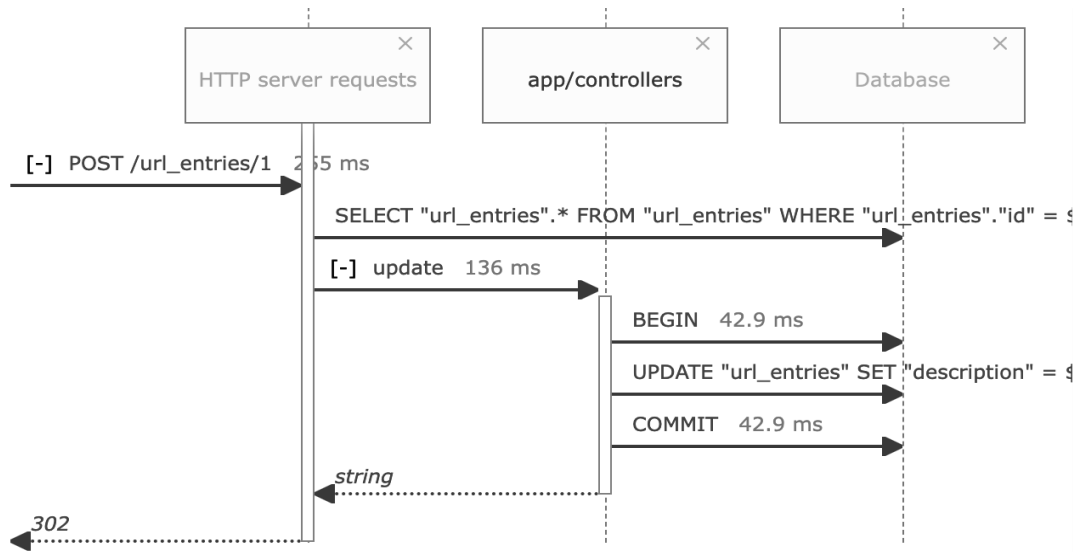 HTTP server requests
app/controllers
Database
[-] POST /url_entries/1 255 ms
SELECT "url_entries".* FROM "url_entries" WHERE "url_entries"."id" = $
[-] update 136 ms
BEGIN 42.9 ms
UPDATE "url_entries" SET "description" = $
COMMIT 42.9 ms
string
302